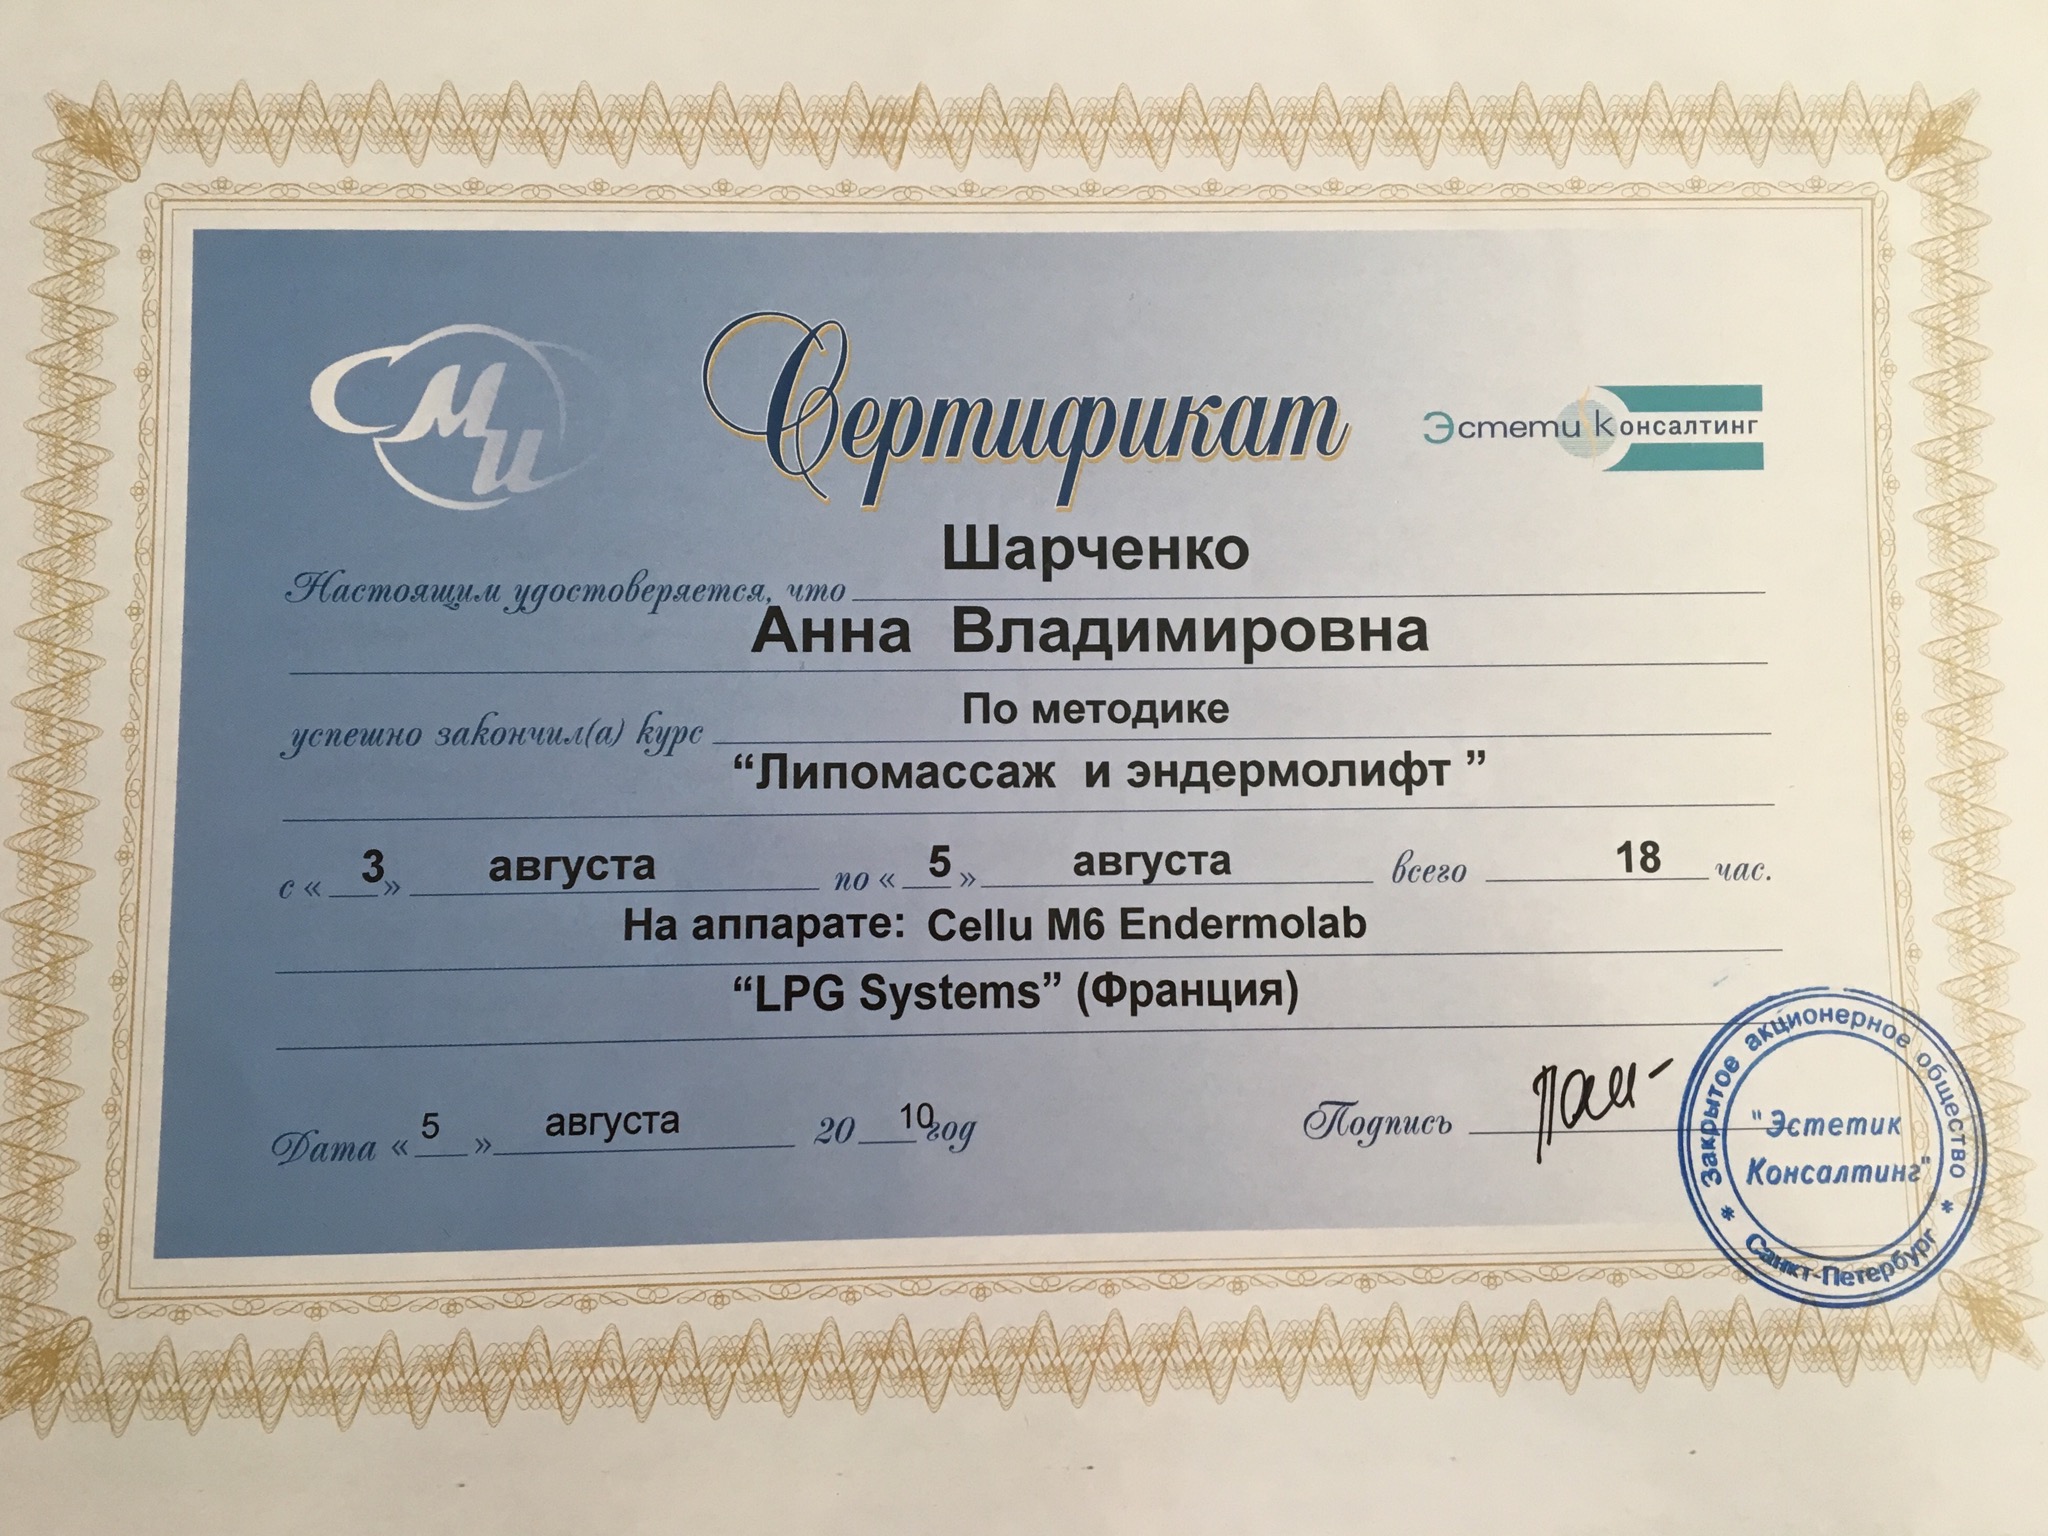 СМИ
Сертификат
Эстетик Консалтинг
Шарченко
Настоящим удостоверяется, что
Анна Владимировна
По методике
успешно закончил(а) курс
“Липомассаж и эндермолифт ”
с « 3 » августа по « 5 » августа всего 18 час.
На аппарате: Cellu M6 Endermolab
“LPG Systems” (Франция)
Дата « 5 » августа 20 10 год
Подпись
Закрытое акционерное общество
"Эстетик
Консалтинг"
* Санкт-Петербург *